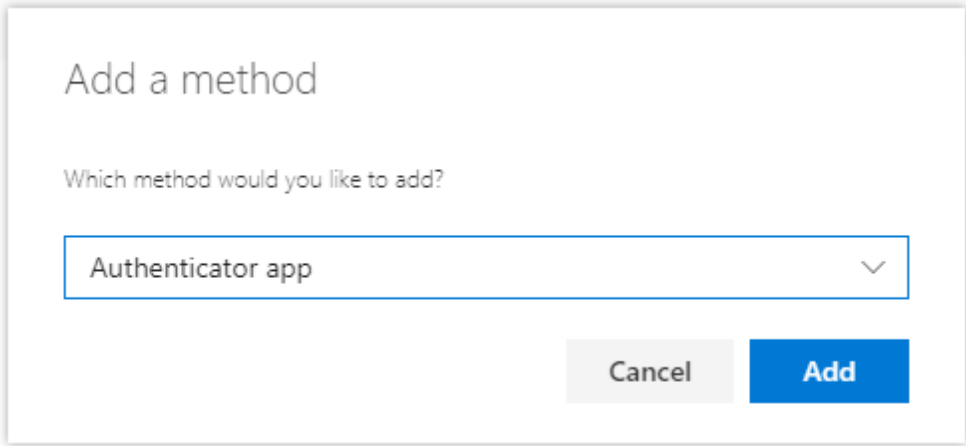 Add a method
Which method would you like to add?
Authenticator app
Cancel Add